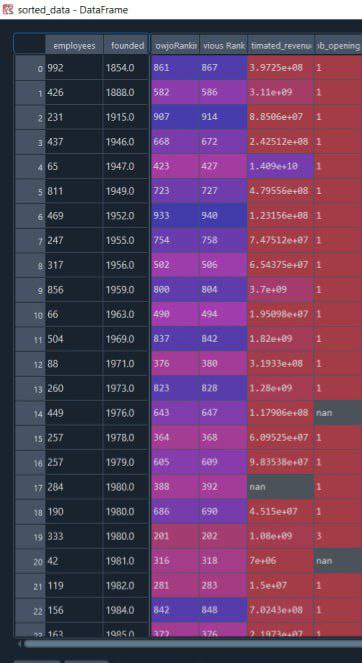 sorted_data - DataFrame
employees founded owjoRankin vious Rank timated_revenu ob_opening
0 992 1854.0 861 867 3.9725e+08 1
1 426 1888.0 582 586 3.11e+09 1
2 231 1915.0 907 914 8.8506e+07 1
3 437 1946.0 668 672 2.42512e+08 1
4 65 1947.0 423 427 1.409e+10 1
5 811 1949.0 723 727 4.79556e+08 1
6 469 1952.0 933 940 1.23156e+08 1
7 247 1955.0 754 758 7.47512e+07 1
8 317 1956.0 502 506 6.54375e+07 1
9 856 1959.0 800 804 3.7e+09 1
10 66 1963.0 490 494 1.95098e+07 1
11 504 1969.0 837 842 1.82e+09 1
12 88 1971.0 376 380 3.1933e+08 1
13 260 1973.0 823 828 1.28e+09 1
14 449 1976.0 643 647 1.17906e+08 nan
15 257 1978.0 364 368 6.09525e+07 1
16 257 1979.0 605 609 9.83538e+07 1
17 284 1980.0 388 392 nan 1
18 190 1980.0 686 690 4.515e+07 1
19 333 1980.0 201 202 1.08e+09 3
20 42 1981.0 316 318 7e+06 nan
21 119 1982.0 281 283 1.5e+07 1
22 156 1984.0 842 848 7.0243e+08 1
23 163 1985.0 372 376 2.1973e+07 1